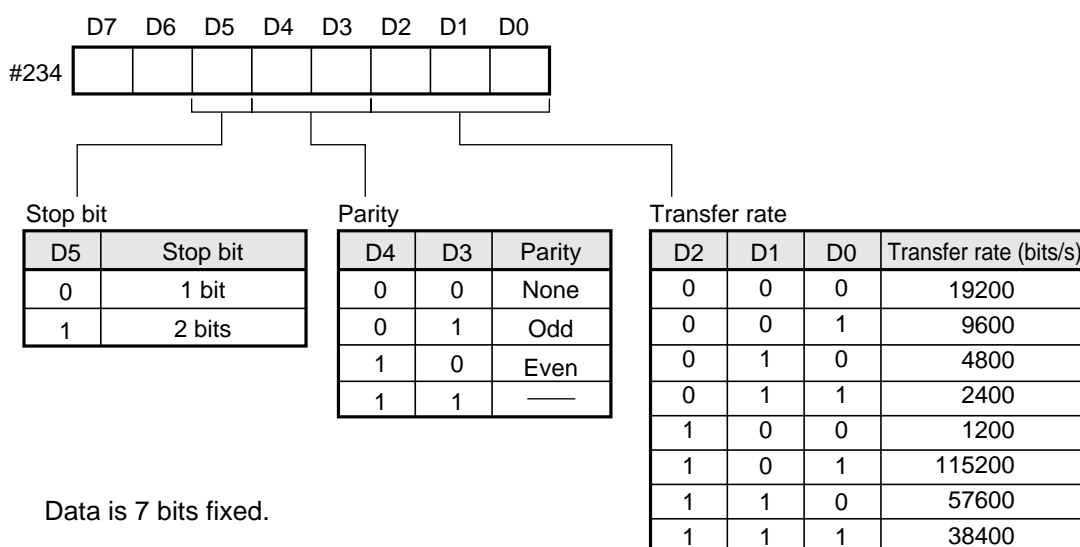 D7 D6 D5 D4 D3 D2 D1 D0
#234
Stop bit
D5 Stop bit
0 1 bit
1 2 bits
Parity
D4 D3 Parity
0 0 None
0 1 Odd
1 0 Even
1 1 ——
Transfer rate
D2 D1 D0 Transfer rate (bits/s)
0 0 0 19200
0 0 1 9600
0 1 0 4800
0 1 1 2400
1 0 0 1200
1 0 1 115200
1 1 0 57600
1 1 1 38400
Data is 7 bits fixed.